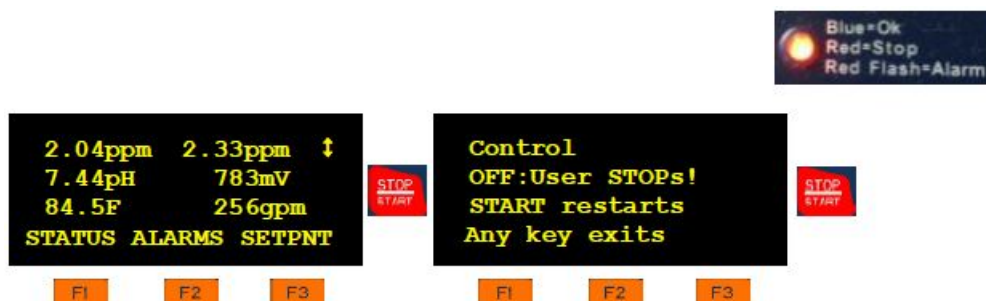 Blue=Ok
Red=Stop
Red Flash=Alarm
2.04ppm 2.33ppm ↕
7.44pH 783mV
84.5F 256gpm
STATUS ALARMS SETPNT
STOP
START
Control
OFF:User STOPs!
START restarts
Any key exits
STOP
START
F1 F2 F3
F1 F2 F3